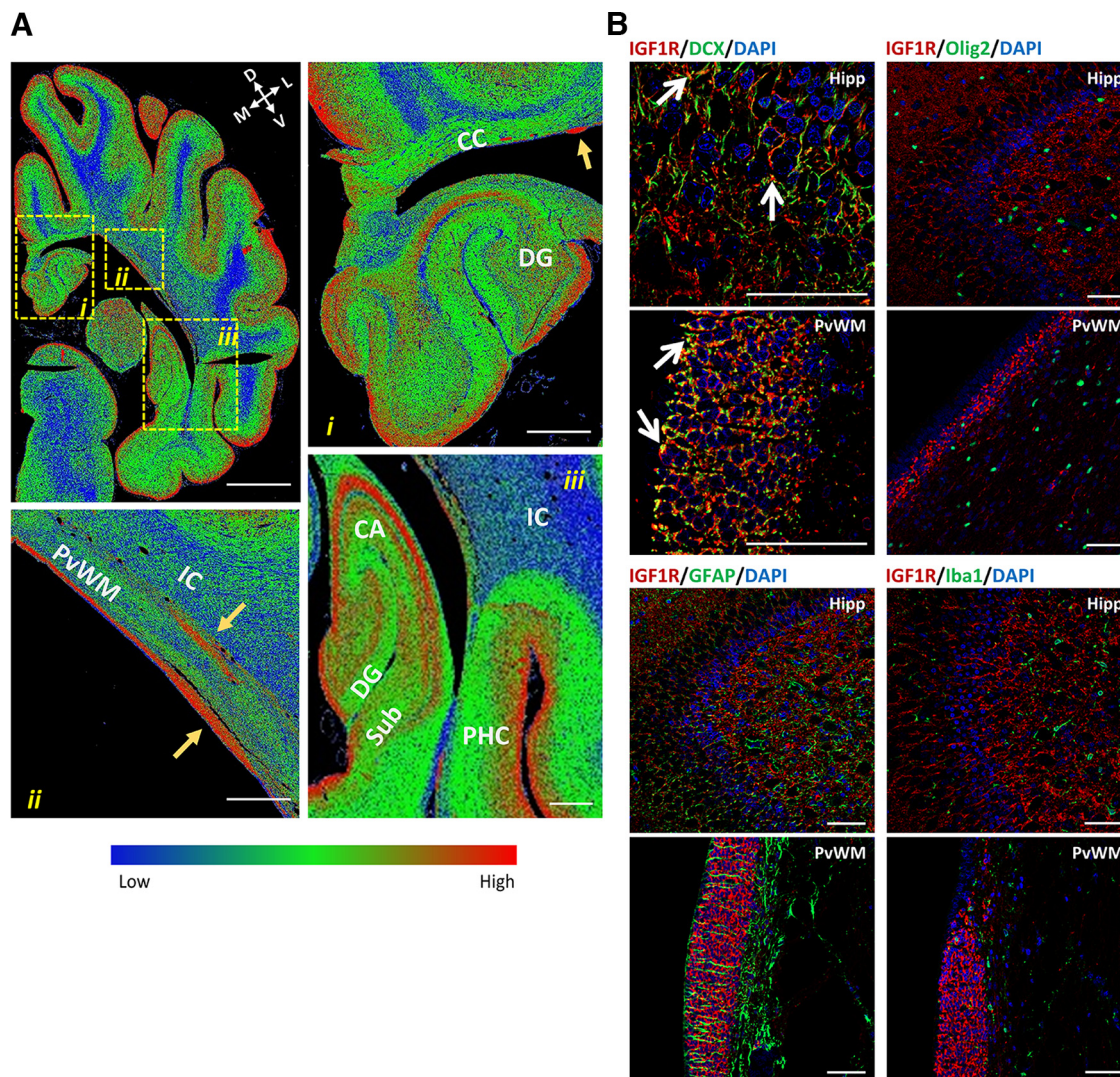 A
D
L
M
V
i
ii
iii
CC
DG
i
PvWM
IC
ii
CA
IC
iii
DG
Sub
PHC
Low
High
B
IGF1R/DCX/DAPI
Hipp
PvWM
IGF1R/Olig2/DAPI
Hipp
PvWM
IGF1R/GFAP/DAPI
Hipp
PvWM
IGF1R/Iba1/DAPI
Hipp
PvWM